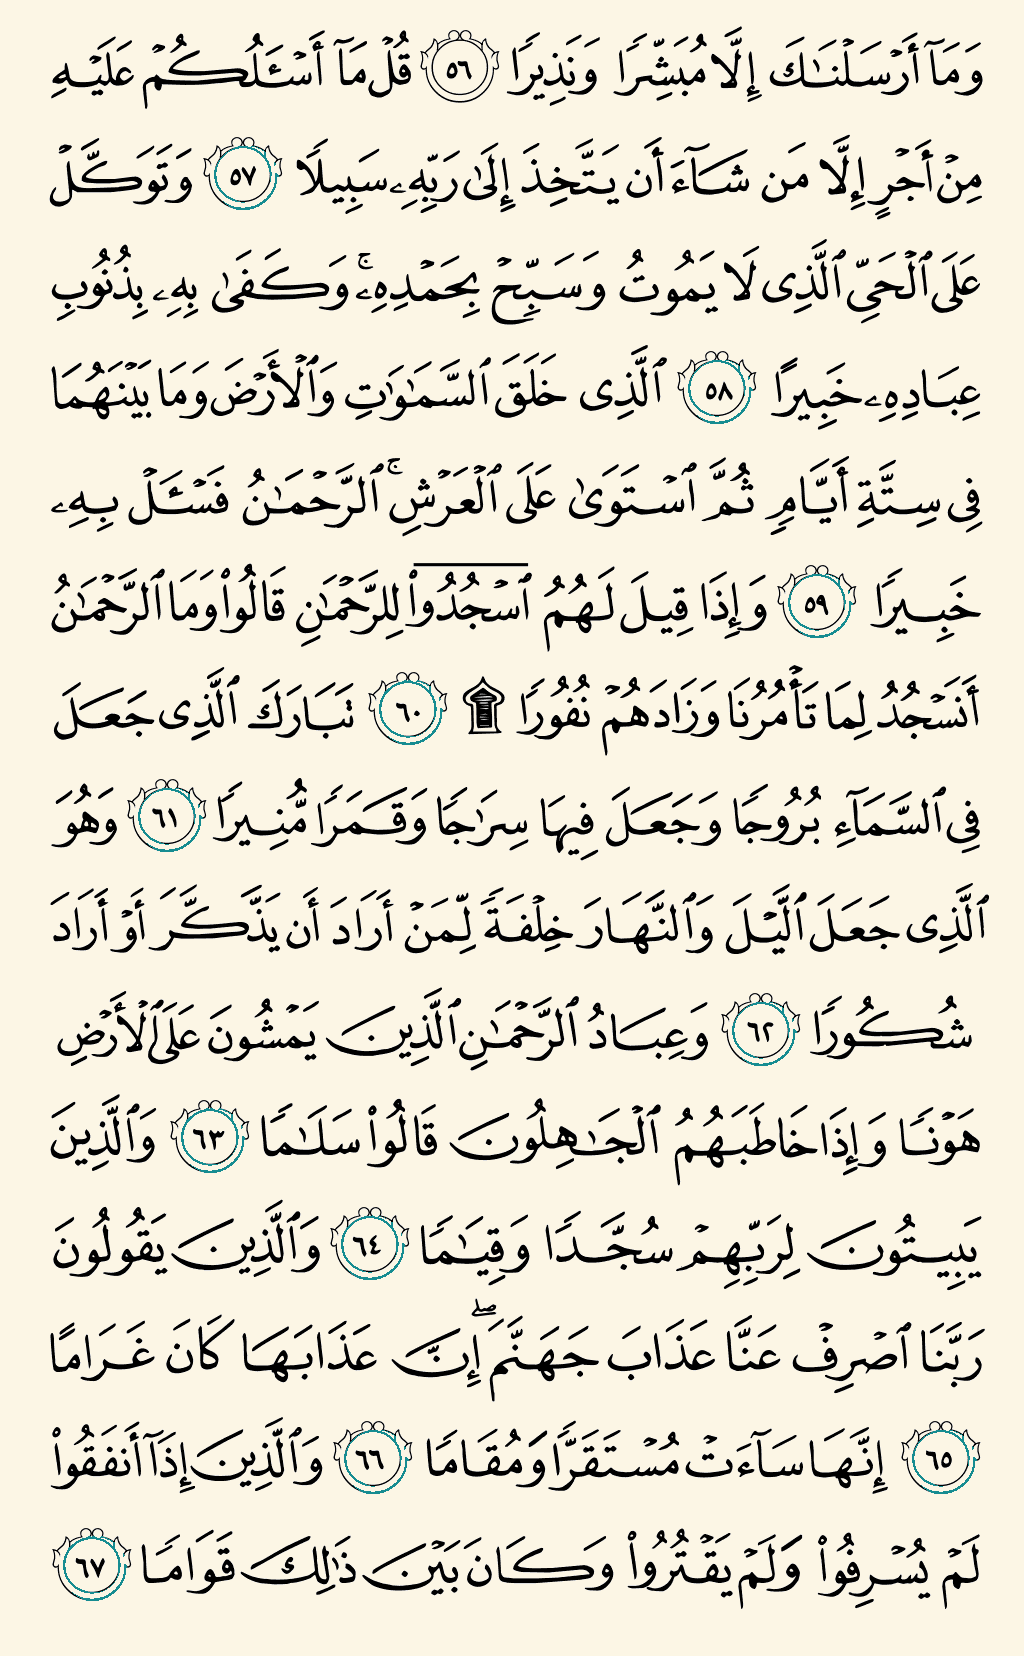 وَمَآ أَرۡسَلۡنَٰكَ إِلَّا مُبَشِّرٗا وَنَذِيرٗا ٥٦ قُلۡ مَآ أَسۡـَٔلُكُمۡ عَلَيۡهِ
مِنۡ أَجۡرٍ إِلَّا مَن شَآءَ أَن يَتَّخِذَ إِلَىٰ رَبِّهِۦ سَبِيلٗا ٥٧ وَتَوَكَّلۡ
عَلَى ٱلۡحَيِّ ٱلَّذِى لَا يَمُوتُ وَسَبِّحۡ بِحَمۡدِهِۦۚ وَكَفَىٰ بِهِۦ بِذُنُوبِ
عِبَادِهِۦ خَبِيرًا ٥٨ ٱلَّذِى خَلَقَ ٱلسَّمَٰوَٰتِ وَٱلۡأَرۡضَ وَمَا بَيۡنَهُمَا
فِى سِتَّةِ أَيَّامٖ ثُمَّ ٱسۡتَوَىٰ عَلَى ٱلۡعَرۡشِۚ ٱلرَّحۡمَٰنُ فَسۡـَٔلۡ بِهِۦ
خَبِيرٗا ٥٩ وَإِذَا قِيلَ لَهُمُ ٱسۡجُدُواْۤ لِلرَّحۡمَٰنِ قَالُواْ وَمَا ٱلرَّحۡمَٰنُ
أَنَسۡجُدُ لِمَا تَأۡمُرُنَا وَزَادَهُمۡ نُفُورٗا ۩ ٦٠ تَبَارَكَ ٱلَّذِى جَعَلَ
فِى ٱلسَّمَآءِ بُرُوجٗا وَجَعَلَ فِيهَا سِرَٰجٗا وَقَمَرٗا مُّنِيرٗا ٦١ وَهُوَ
ٱلَّذِى جَعَلَ ٱلَّيۡلَ وَٱلنَّهَارَ خِلۡفَةٗ لِّمَنۡ أَرَادَ أَن يَذَّكَّرَ أَوۡ أَرَادَ
شُكُورٗا ٦٢ وَعِبَادُ ٱلرَّحۡمَٰنِ ٱلَّذِينَ يَمۡشُونَ عَلَى ٱلۡأَرۡضِ
هَوۡنٗا وَإِذَا خَاطَبَهُمُ ٱلۡجَٰهِلُونَ قَالُواْ سَلَٰمٗا ٦٣ وَٱلَّذِينَ
يَبِيتُونَ لِرَبِّهِمۡ سُجَّدٗا وَقِيَٰمٗا ٦٤ وَٱلَّذِينَ يَقُولُونَ
رَبَّنَا ٱصۡرِفۡ عَنَّا عَذَابَ جَهَنَّمَۖ إِنَّ عَذَابَهَا كَانَ غَرَامًا
٦٥ إِنَّهَا سَآءَتۡ مُسۡتَقَرّٗا وَمُقَامٗا ٦٦ وَٱلَّذِينَ إِذَآ أَنفَقُواْ
لَمۡ يُسۡرِفُواْ وَلَمۡ يَقۡتُرُواْ وَكَانَ بَيۡنَ ذَٰلِكَ قَوَامٗا ٦٧